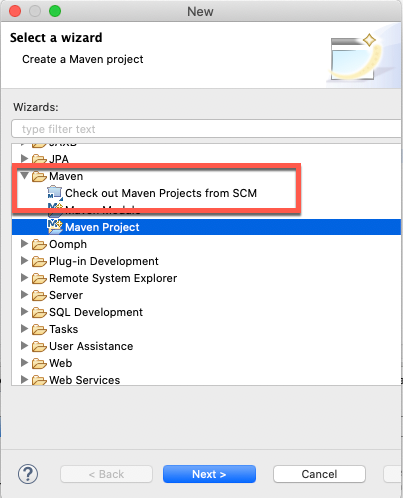 New
Select a wizard
Create a Maven project
Wizards:
type filter text
JAXB
JPA
Maven
Check out Maven Projects from SCM
Maven Module
Maven Project
Oomph
Plug-in Development
Remote System Explorer
Server
SQL Development
Tasks
User Assistance
Web
Web Services
?
< Back
Next >
Cancel